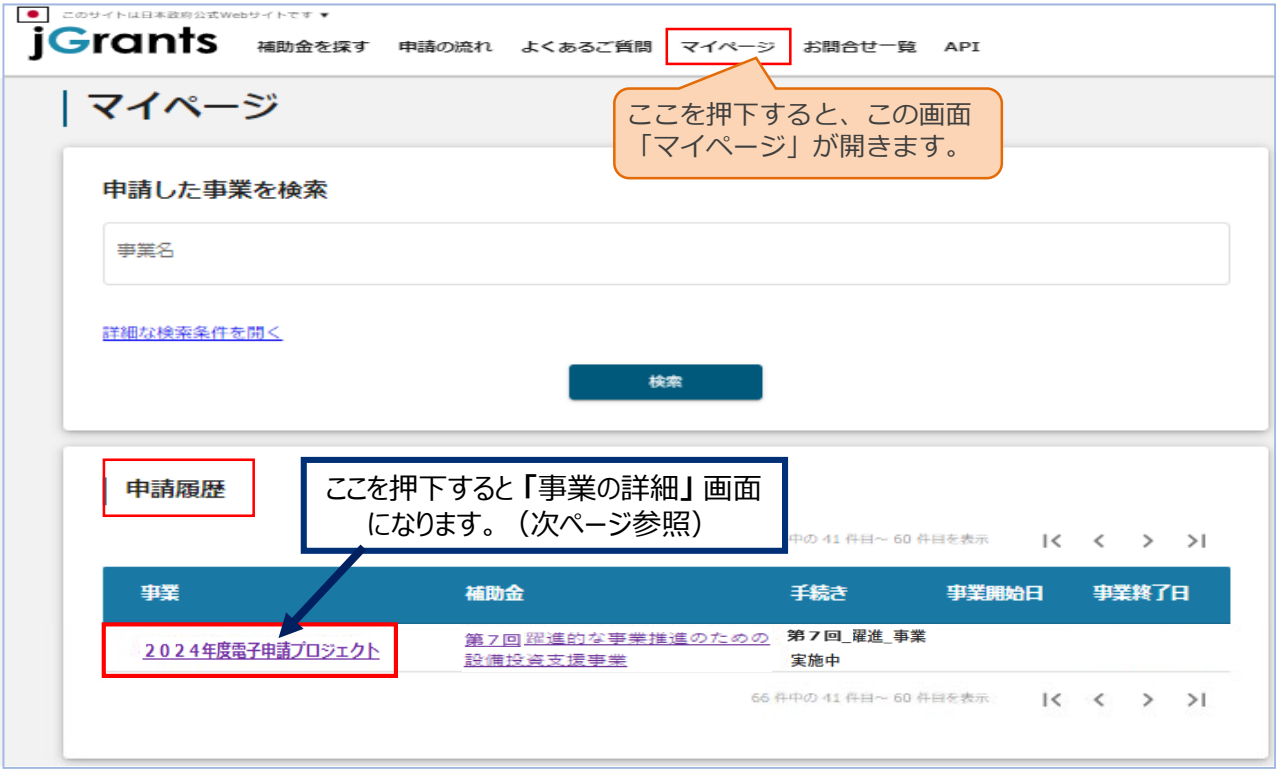 このサイトは日本政府公式Webサイトです ▼
jGrants 補助金を探す 申請の流れ よくあるご質問 マイページ お問合せ一覧 API
マイページ
ここを押下すると、この画面
「マイページ」が開きます。
申請した事業を検索
事業名
詳細な検索条件を開く
検索
申請履歴
ここを押下すると「事業の詳細」画面
になります。（次ページ参照）
中の 41 件目～ 60 件目を表示 |< < > >|
事業 補助金 手続き 事業開始日 事業終了日
２０２４年度電子申請プロジェクト
第７回 躍進的な事業推進のための
設備投資支援事業
第７回_躍進_事業
実施中
66 件中の 41 件目～ 60 件目を表示 |< < > >|